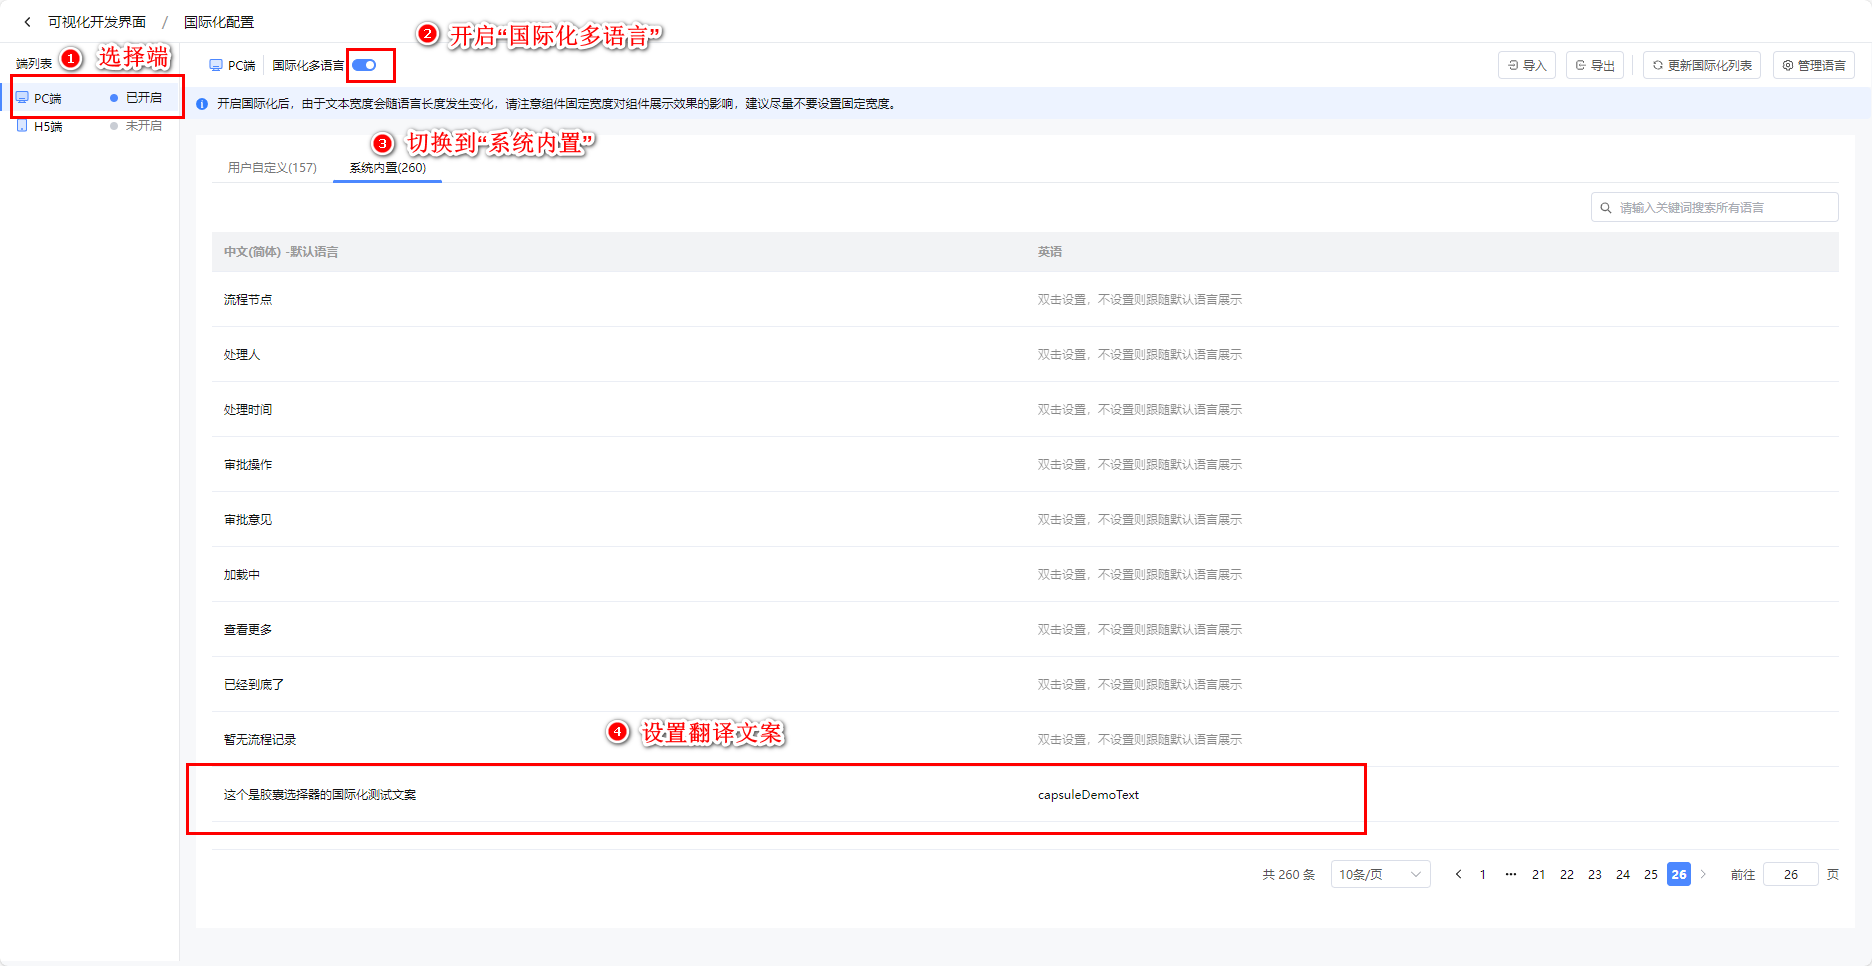 可视化开发界面 / 国际化配置
2 开启“国际化多语言”
端列表
1 选择端
PC端 已开启
H5端 未开启
PC端 国际化多语言
导入 导出 更新国际化列表 管理语言
开启国际化后，由于文本宽度会随语言长度发生变化，请注意组件固定宽度对组件展示效果的影响，建议尽量不要设置固定宽度。
3 切换到“系统内置”
用户自定义(157) 系统内置(260)
请输入关键词搜索所有语言
中文(简体) -默认语言 英语
流程节点 双击设置，不设置则跟随默认语言展示
处理人 双击设置，不设置则跟随默认语言展示
处理时间 双击设置，不设置则跟随默认语言展示
审批操作 双击设置，不设置则跟随默认语言展示
审批意见 双击设置，不设置则跟随默认语言展示
加载中 双击设置，不设置则跟随默认语言展示
查看更多 双击设置，不设置则跟随默认语言展示
已经到底了 双击设置，不设置则跟随默认语言展示
4 设置翻译文案
暂无流程记录 双击设置，不设置则跟随默认语言展示
这个是胶囊选择器的国际化测试文案 capsuleDemoText
共 260 条 10条/页 1 ··· 21 22 23 24 25 26 前往 26 页